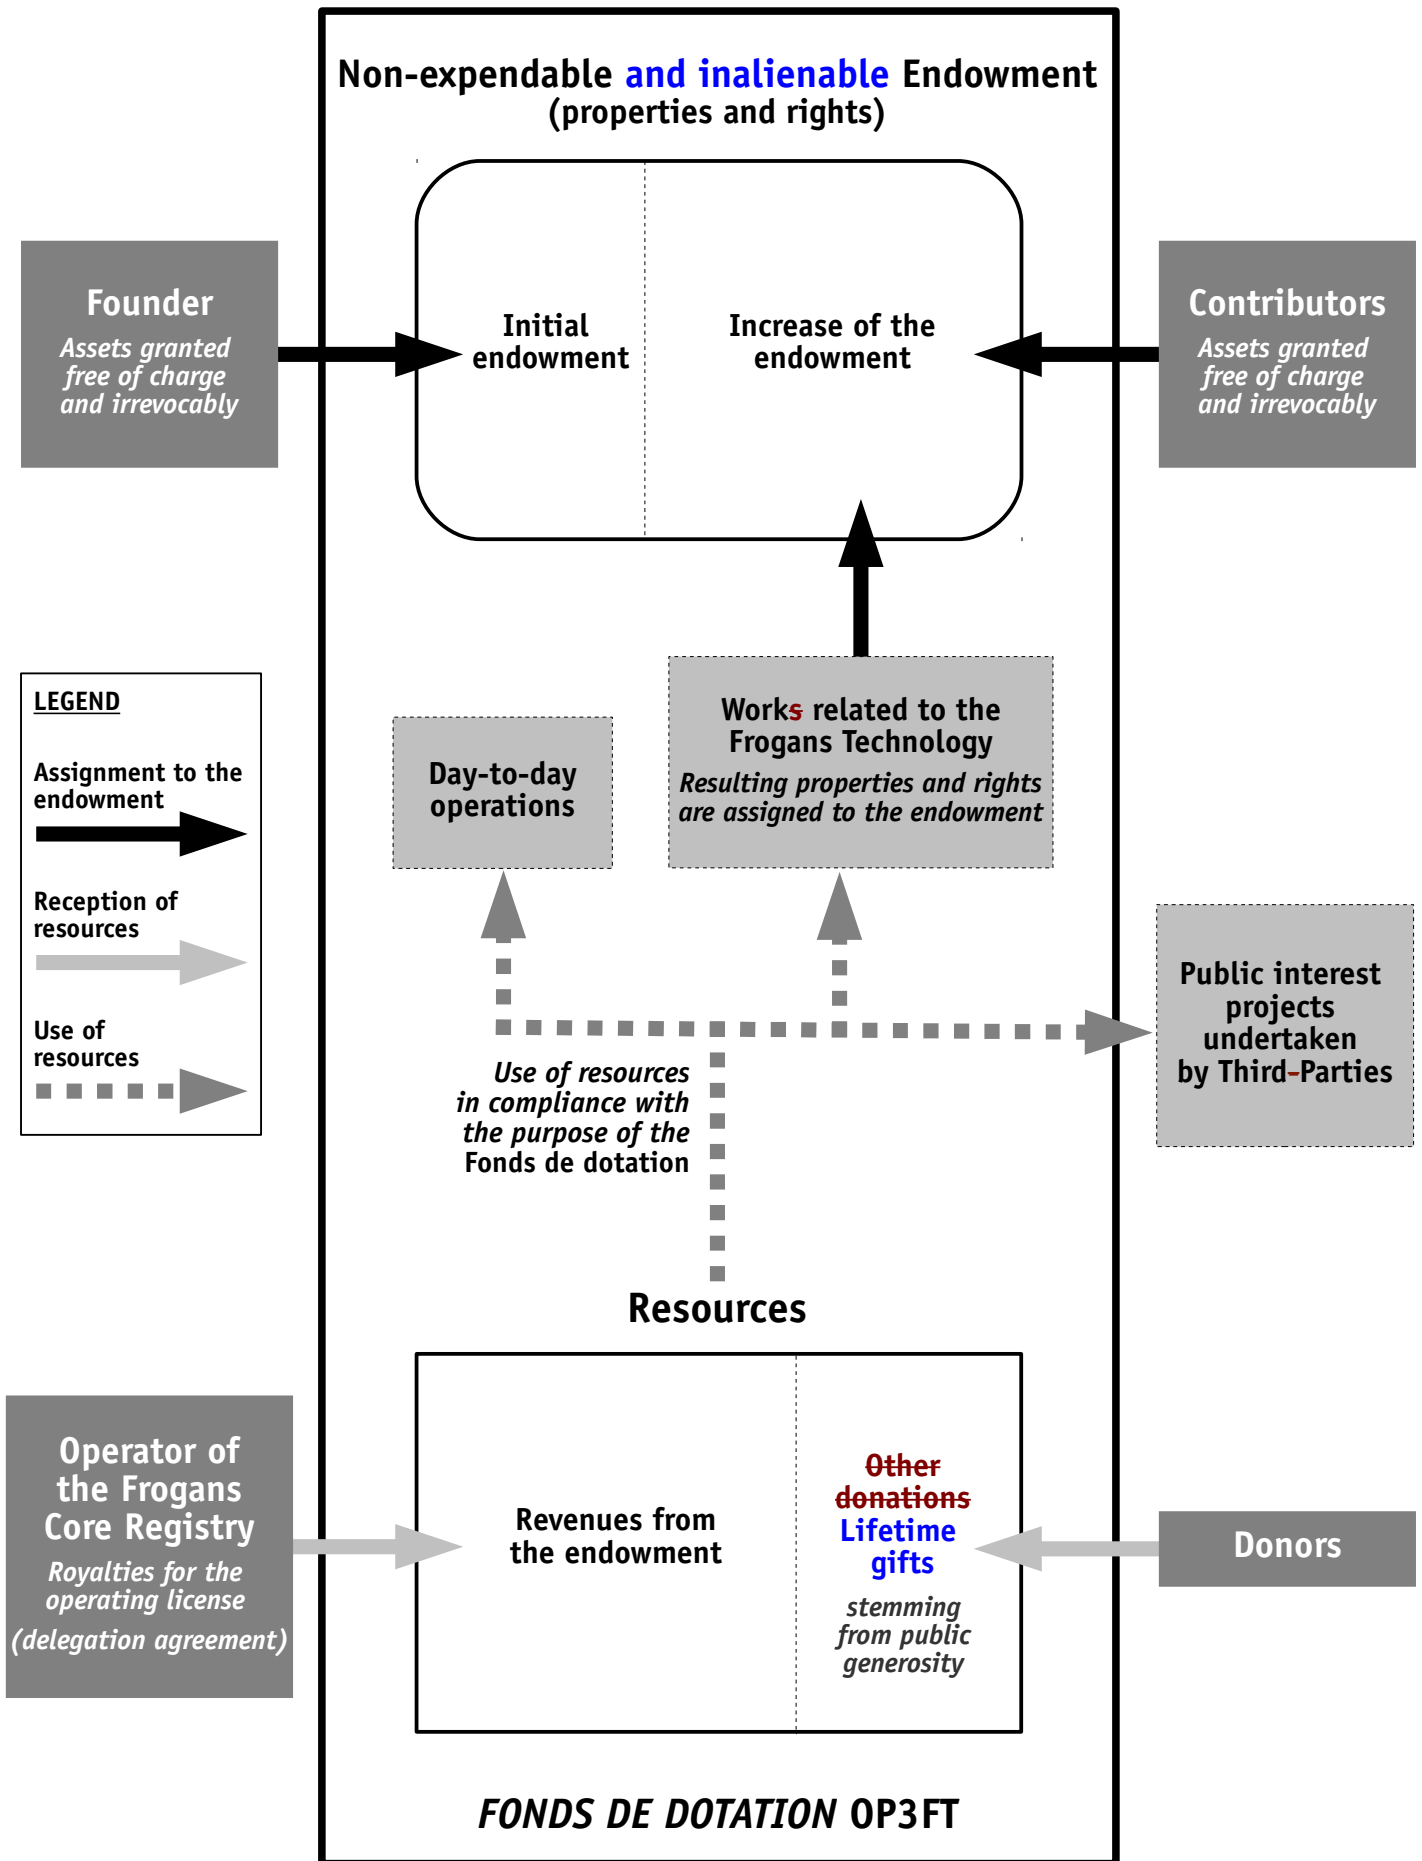 Non-expendable and inalienable Endowment
(properties and rights)
Founder
Assets granted
free of charge
and irrevocably
Initial
endowment
Increase of the
endowment
Contributors
Assets granted
free of charge
and irrevocably
LEGEND
Assignment to the
endowment
Reception of
resources
Use of
resources
Day-to-day
operations
Works related to the
Frogans Technology
Resulting properties and rights
are assigned to the endowment
Public interest
projects
undertaken
by Third-Parties
Use of resources
in compliance with
the purpose of the
Fonds de dotation
Resources
Operator of
the Frogans
Core Registry
Royalties for the
operating license
(delegation agreement)
Revenues from
the endowment
Other
donations
Lifetime
gifts
stemming
from public
generosity
Donors
FONDS DE DOTATION OP3FT